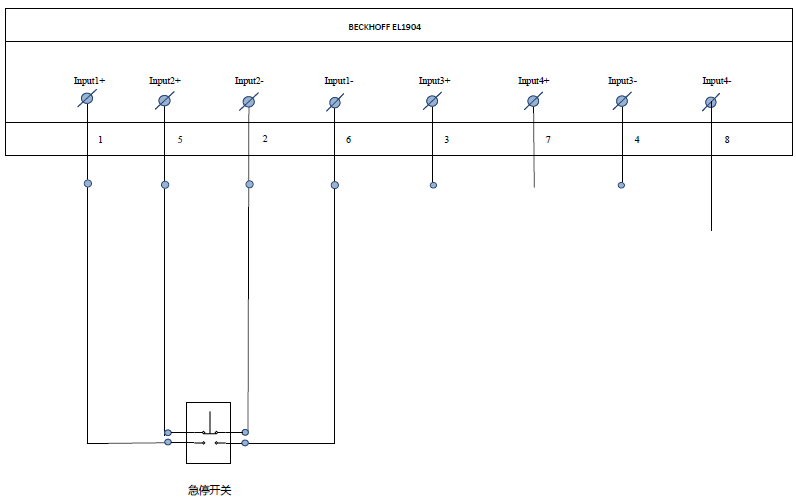 BECKHOFF EL1904
Input1+ Input2+ Input2- Input1- Input3+ Input4+ Input3- Input4-
1 5 2 6 3 7 4 8
急停开关